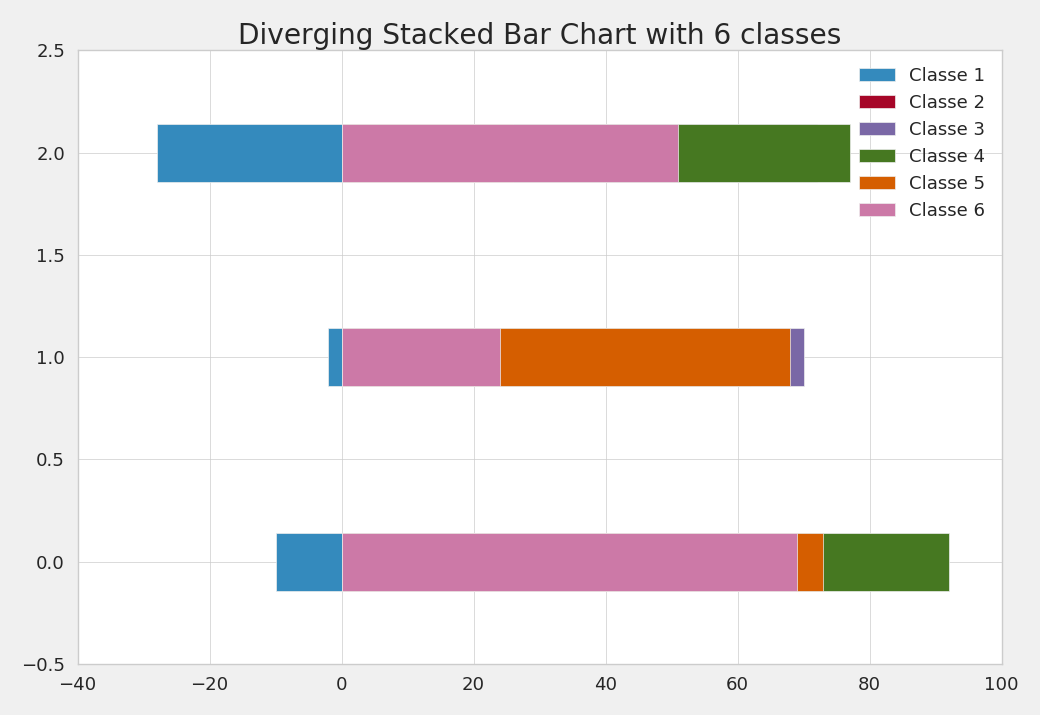 Diverging Stacked Bar Chart with 6 classes
2.5
2.0
1.5
1.0
0.5
0.0
−0.5
Classe 1
Classe 2
Classe 3
Classe 4
Classe 5
Classe 6
−40 −20 0 20 40 60 80 100